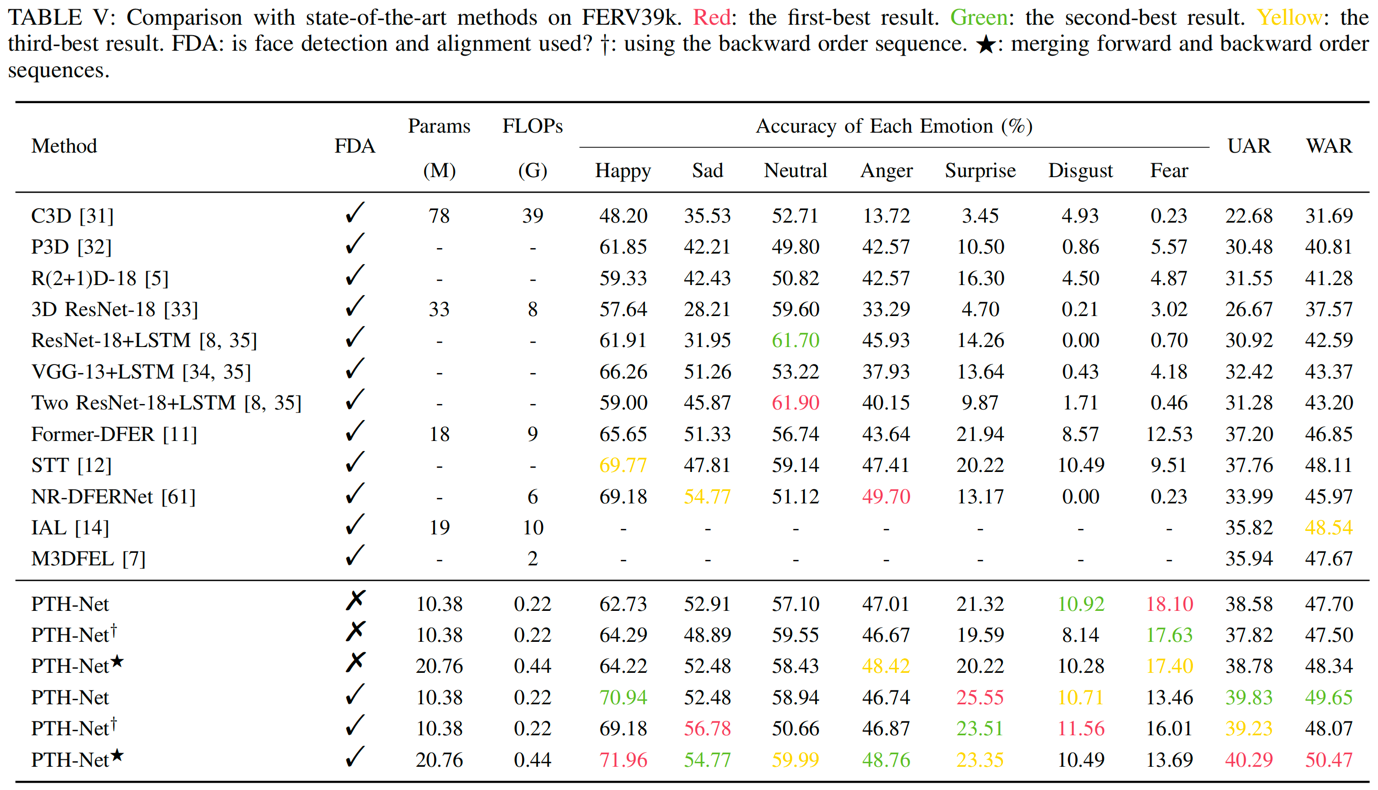 TABLE V: Comparison with state-of-the-art methods on FERV39k. Red: the first-best result. Green: the second-best result. Yellow: the
third-best result. FDA: is face detection and alignment used? †: using the backward order sequence. ★: merging forward and backward order
sequences.
Method FDA Params (M) FLOPs (G) Accuracy of Each Emotion (%) UAR WAR
Happy Sad Neutral Anger Surprise Disgust Fear
C3D [31] ✓ 78 39 48.20 35.53 52.71 13.72 3.45 4.93 0.23 22.68 31.69
P3D [32] ✓ - - 61.85 42.21 49.80 42.57 10.50 0.86 5.57 30.48 40.81
R(2+1)D-18 [5] ✓ - - 59.33 42.43 50.82 42.57 16.30 4.50 4.87 31.55 41.28
3D ResNet-18 [33] ✓ 33 8 57.64 28.21 59.60 33.29 4.70 0.21 3.02 26.67 37.57
ResNet-18+LSTM [8, 35] ✓ - - 61.91 31.95 61.70 45.93 14.26 0.00 0.70 30.92 42.59
VGG-13+LSTM [34, 35] ✓ - - 66.26 51.26 53.22 37.93 13.64 0.43 4.18 32.42 43.37
Two ResNet-18+LSTM [8, 35] ✓ - - 59.00 45.87 61.90 40.15 9.87 1.71 0.46 31.28 43.20
Former-DFER [11] ✓ 18 9 65.65 51.33 56.74 43.64 21.94 8.57 12.53 37.20 46.85
STT [12] ✓ - - 69.77 47.81 59.14 47.41 20.22 10.49 9.51 37.76 48.11
NR-DFERNet [61] ✓ - 6 69.18 54.77 51.12 49.70 13.17 0.00 0.23 33.99 45.97
IAL [14] ✓ 19 10 - - - - - - - 35.82 48.54
M3DFEL [7] ✓ - 2 - - - - - - - 35.94 47.67
PTH-Net ✗ 10.38 0.22 62.73 52.91 57.10 47.01 21.32 10.92 18.10 38.58 47.70
PTH-Net† ✗ 10.38 0.22 64.29 48.89 59.55 46.67 19.59 8.14 17.63 37.82 47.50
PTH-Net★ ✗ 20.76 0.44 64.22 52.48 58.43 48.42 20.22 10.28 17.40 38.78 48.34
PTH-Net ✓ 10.38 0.22 70.94 52.48 58.94 46.74 25.55 10.71 13.46 39.83 49.65
PTH-Net† ✓ 10.38 0.22 69.18 56.78 50.66 46.87 23.51 11.56 16.01 39.23 48.07
PTH-Net★ ✓ 20.76 0.44 71.96 54.77 59.99 48.76 23.35 10.49 13.69 40.29 50.47